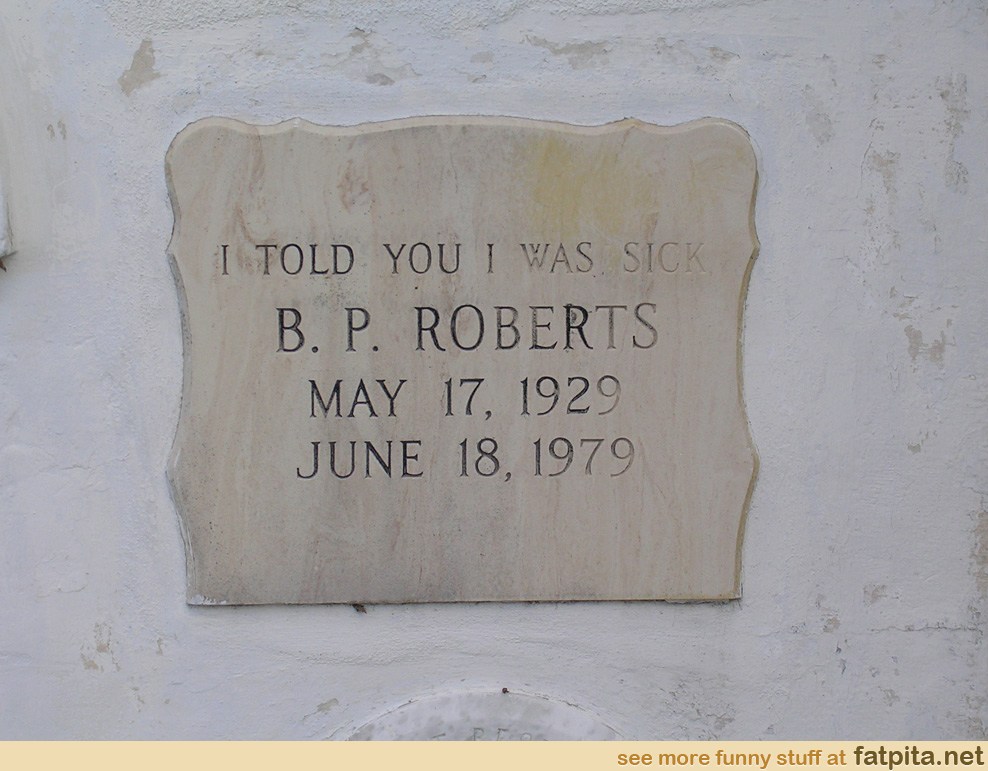 I TOLD YOU I WAS SICK
B. P. ROBERTS
MAY 17, 1929
JUNE 18, 1979
see more funny stuff at fatpita.net